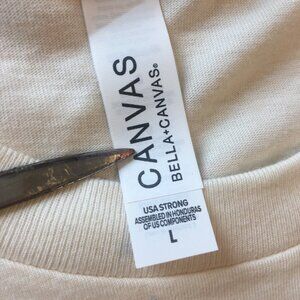 CANVAS
BELLA+CANVAS®
USA STRONG
ASSEMBLED IN HONDURAS
OF US COMPONENTS
L